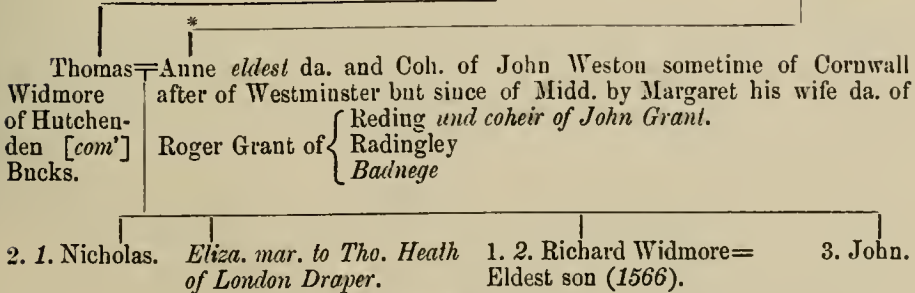 *
Thomas=Anne eldest da. and Coh. of John Weston sometime of Cornwall
Widmore after of Westminster but since of Midd. by Margaret his wife da. of
of Hutchen- { Reding und coheir of John Grant.
den [com'] Roger Grant of { Radingley
Bucks. { Badnege
2. 1. Nicholas. Eliza. mar. to Tho. Heath 1. 2. Richard Widmore= 3. John.
of London Draper. Eldest son (1566).